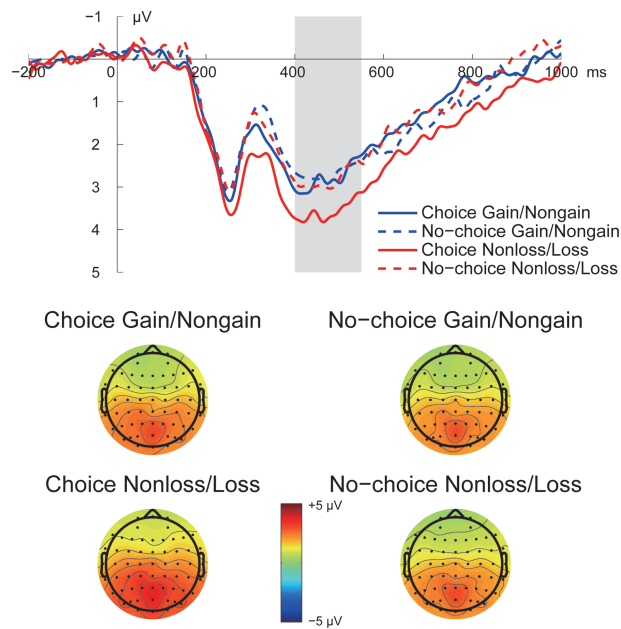 −1 μV
−200 0 200 400 600 800 1000 ms
1
2
3
4
5
Choice Gain/Nongain
No−choice Gain/Nongain
Choice Nonloss/Loss
No−choice Nonloss/Loss
Choice Gain/Nongain No−choice Gain/Nongain
Choice Nonloss/Loss No−choice Nonloss/Loss
+5 μV
−5 μV